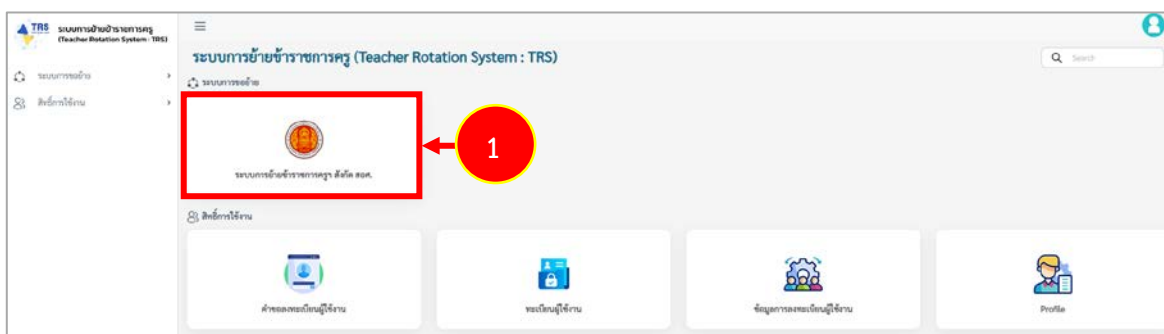 TRS ระบบการย้ายข้าราชการครู
(Teacher Rotation System : TRS)
ระบบการขอย้าย
สิทธิ์การใช้งาน
ระบบการย้ายข้าราชการครู (Teacher Rotation System : TRS)
Search
ระบบการขอย้าย
1
ระบบการย้ายข้าราชการครูฯ สังกัด สอศ.
สิทธิ์การใช้งาน
คำขอลงทะเบียนผู้ใช้งาน
ทะเบียนผู้ใช้งาน
ข้อมูลการลงทะเบียนผู้ใช้งาน
Profile